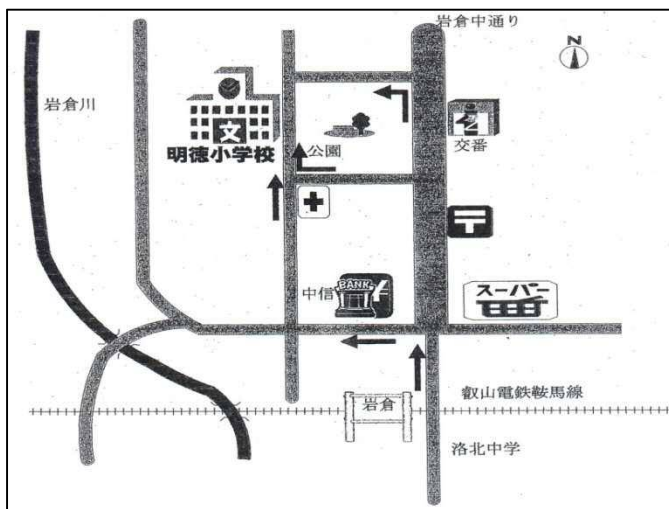 岩倉中通り
N
岩倉川
文
明徳小学校
公園
交番
〒
中信
BANK
¥
スーパー
岩倉
叡山電鉄鞍馬線
洛北中学